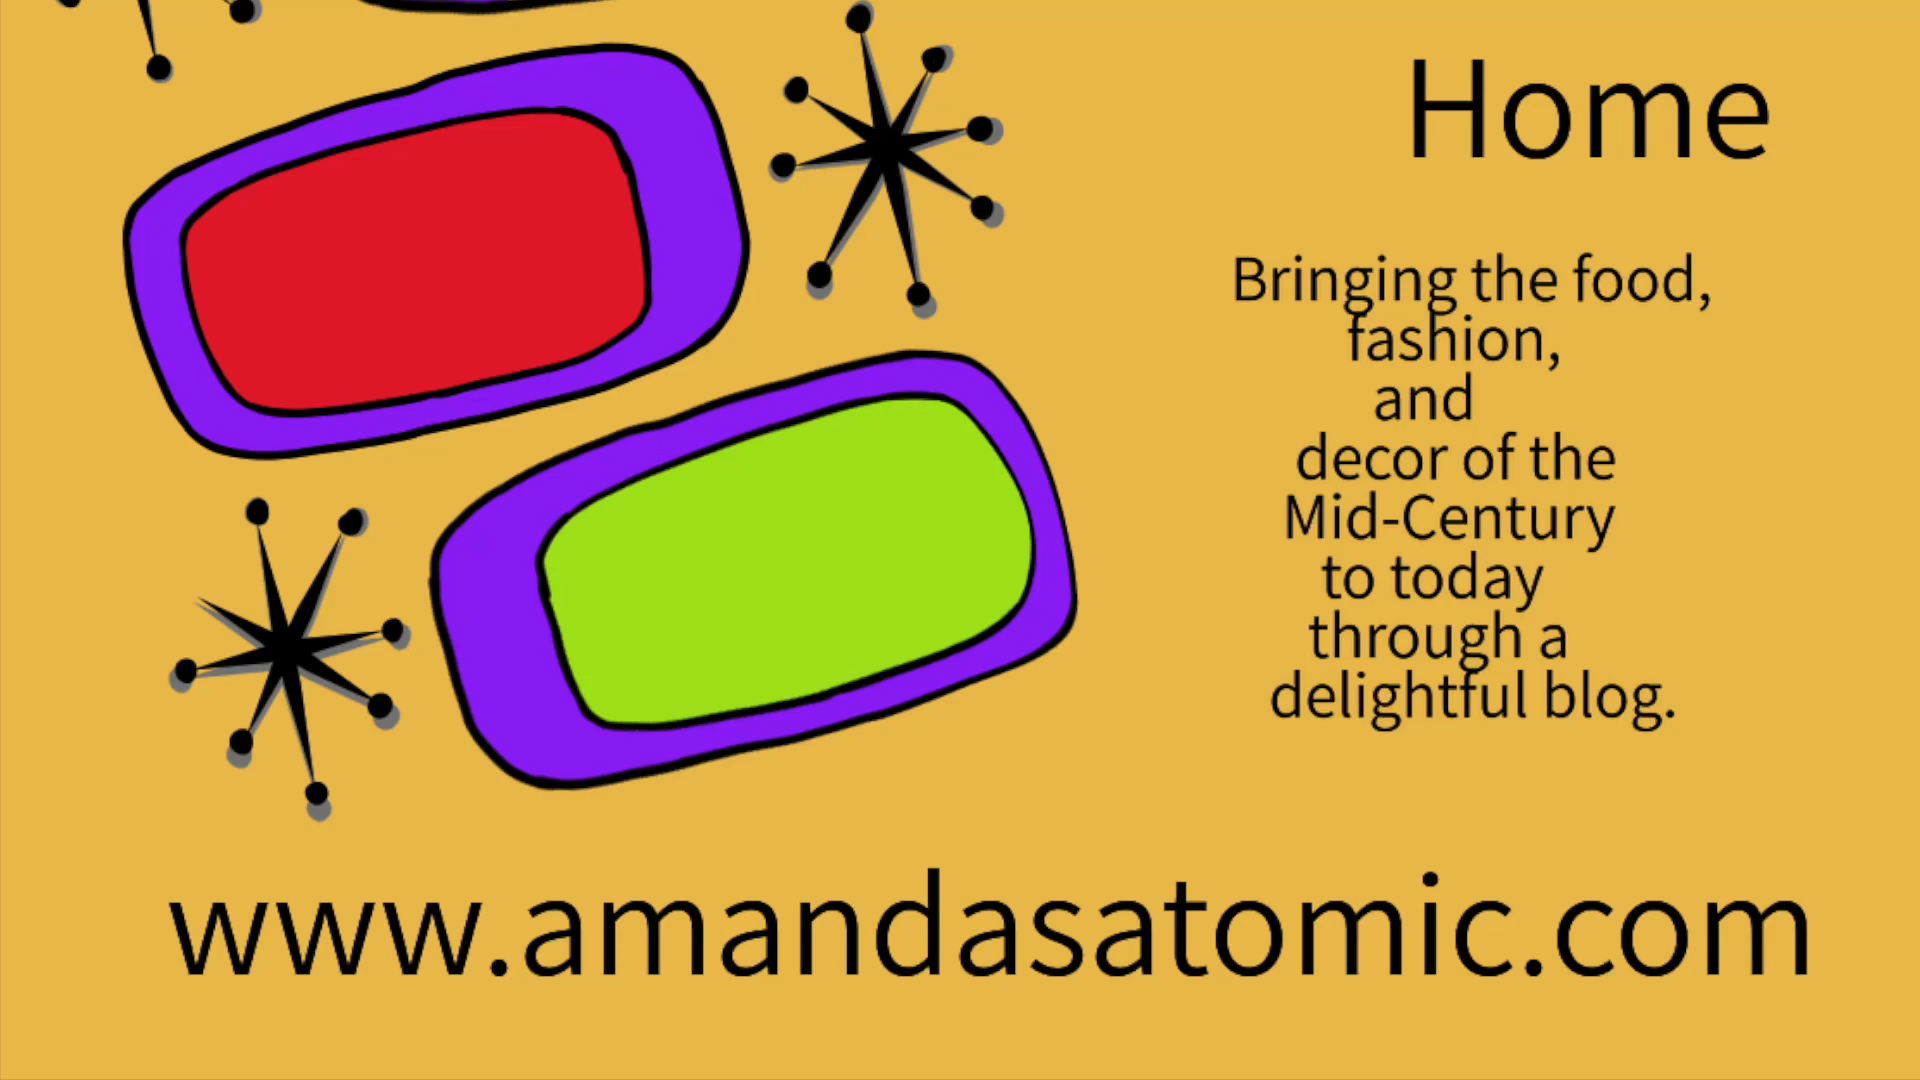 Home
Bringing the food,
fashion,
and
decor of the
Mid-Century
to today
through a
delightful blog.
www.amandasatomic.com